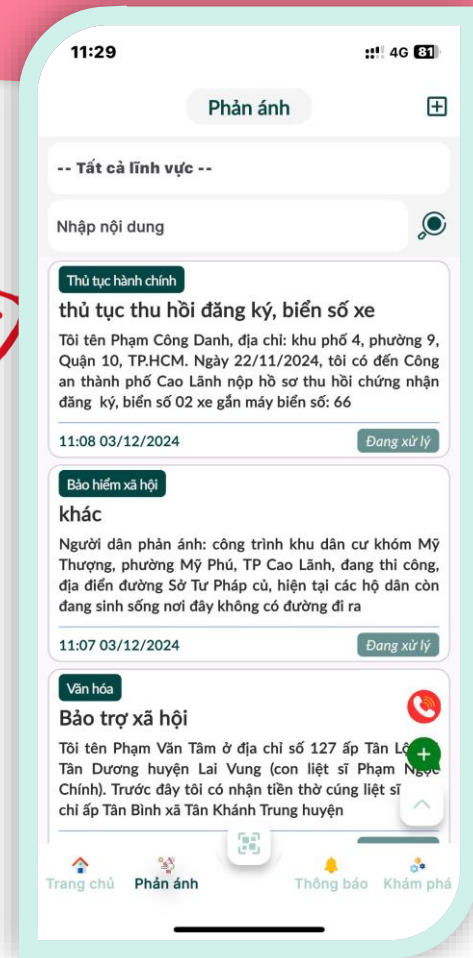 11:29
4G 81
Phản ánh
-- Tất cả lĩnh vực --
Nhập nội dung
Thủ tục hành chính
thủ tục thu hồi đăng ký, biển số xe
Tôi tên Phạm Công Danh, địa chỉ: khu phố 4, phường 9,
Quận 10, TP.HCM. Ngày 22/11/2024, tôi có đến Công
an thành phố Cao Lãnh nộp hồ sơ thu hồi chứng nhận
đăng ký, biển số 02 xe gắn máy biển số: 66
11:08 03/12/2024
Đang xử lý
Bảo hiểm xã hội
khác
Người dân phản ánh: công trình khu dân cư khóm Mỹ
Thượng, phường Mỹ Phú, TP Cao Lãnh, đang thi công,
địa điển đường Sở Tư Pháp củ, hiện tại các hộ dân còn
đang sinh sống nơi đây không có đường đi ra
11:07 03/12/2024
Đang xử lý
Văn hóa
Bảo trợ xã hội
Tôi tên Phạm Văn Tâm ở địa chỉ số 127 ấp Tân
Tân Dương huyện Lai Vung (con liệt sĩ Phạm Ngọc
Chính). Trước đây tôi có nhận tiền thờ cúng liệt sĩ
chỉ ấp Tân Bình xã Tân Khánh Trung huyện
Trang chủ
Phản ánh
Thông báo
Khám phá